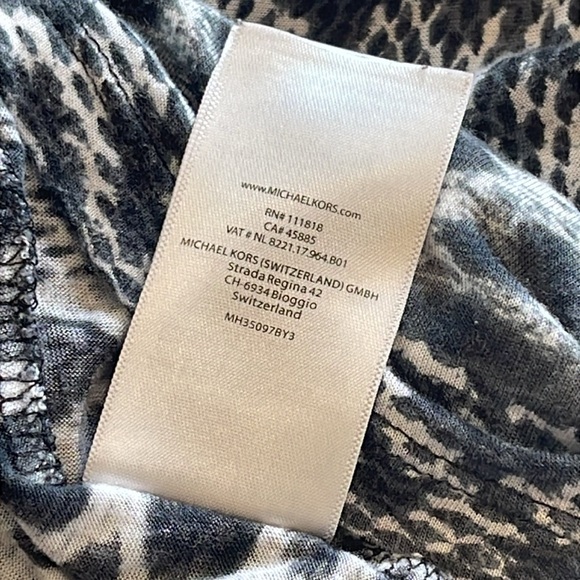 www.MICHAELKORS.com
RN# 111818
CA# 45885
VAT # NL 8221.17.964.B01
MICHAEL KORS (SWITZERLAND) GMBH
Strada Regina 42
CH-6934 Bioggio
Switzerland
MH35097BY3